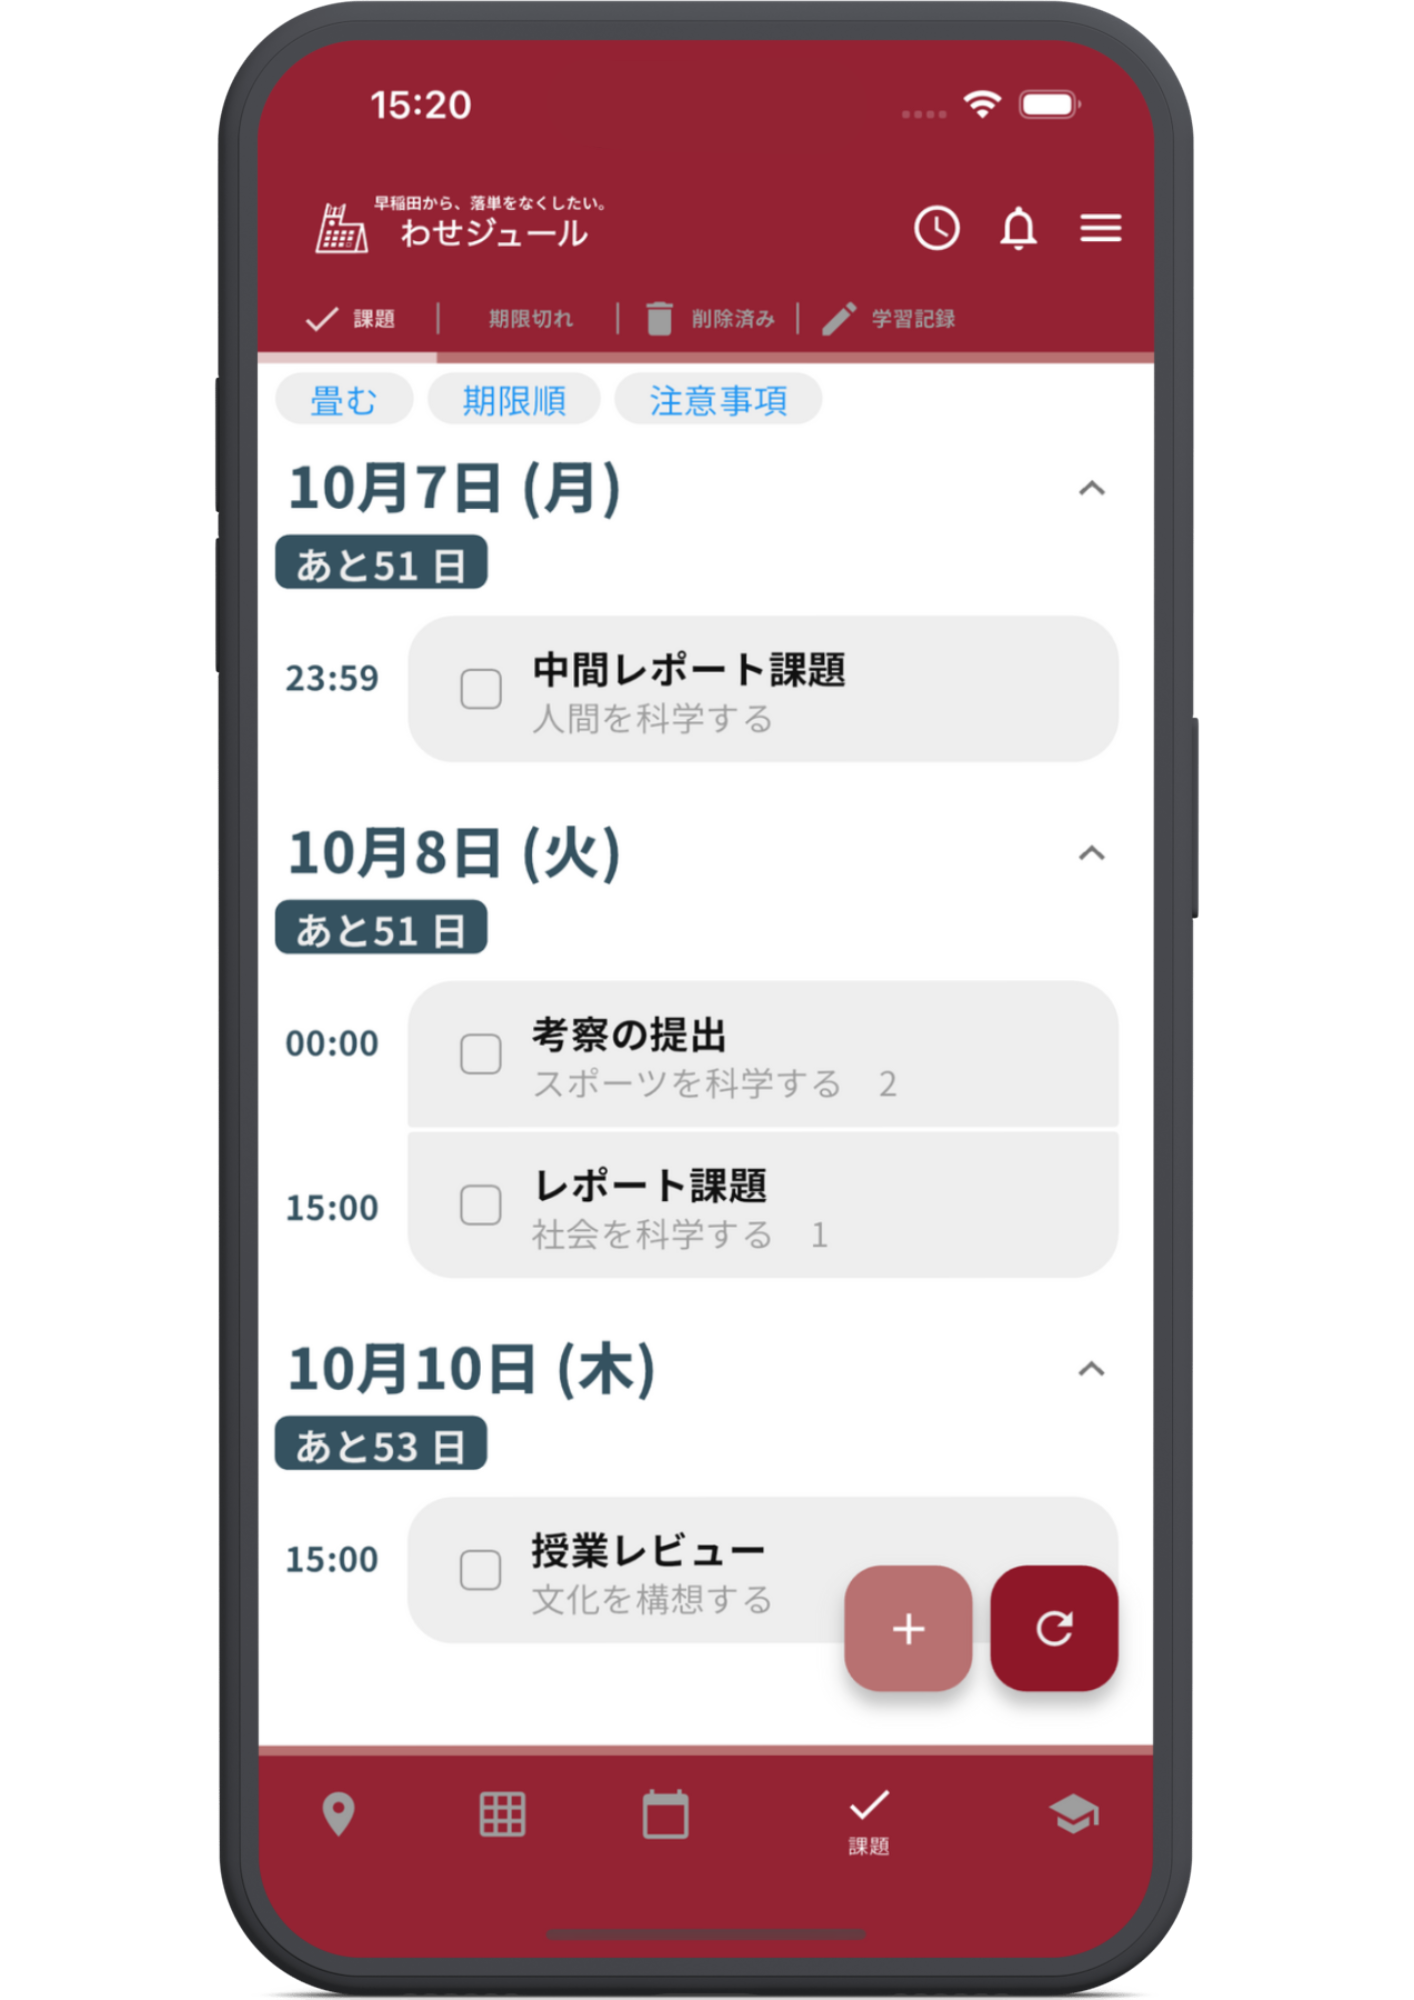 15:20
早稲田から、落単をなくしたい。
わせジュール
課題 | 期限切れ | 削除済み | 学習記録
畳む 期限順 注意事項
10月7日 (月)
あと51 日
23:59
中間レポート課題
人間を科学する
10月8日 (火)
あと51 日
00:00
考察の提出
スポーツを科学する 2
15:00
レポート課題
社会を科学する 1
10月10日 (木)
あと53 日
15:00
授業レビュー
文化を構想する
課題